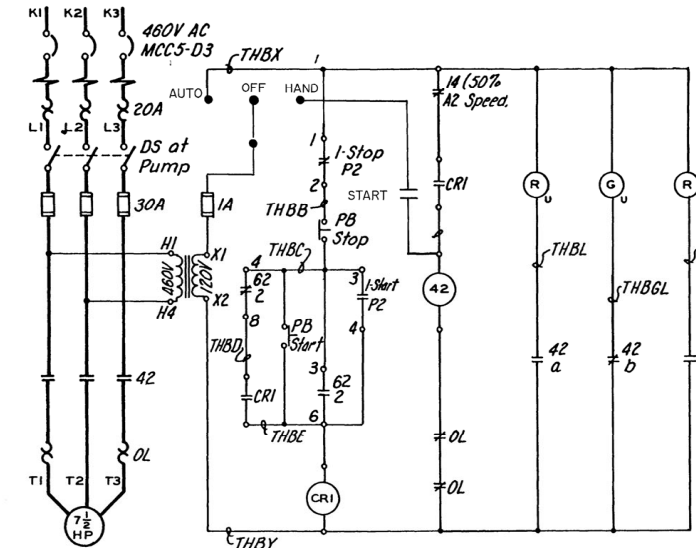 K1 K2 K3
460V AC
MCC5-D3
THBX
1
AUTO
OFF
HAND
14 (50%
A2 Speed.
20A
L1 L2 L3
DS at
Pump
1
1-Stop
P2
2
CR1
R
U
G
U
R
30A
1A
THBB
PB
Stop
START
H1
X1
460V
120V
H4
X2
THBC
4
62
2
8
3
1-Start
P2
4
42
THBL
THBGL
PB
Start
THBD
3
62
2
42
a
42
b
42
CR1
6
THBE
OL
OL
OL
T1 T2 T3
CR1
7 1/2
HP
THBY